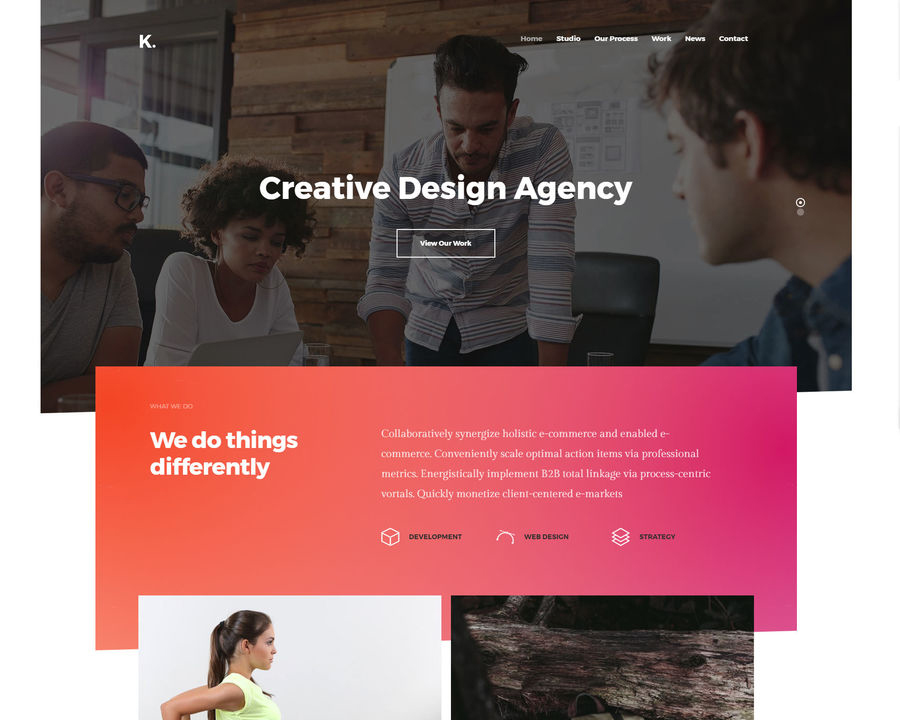 K.
Home Studio Our Process Work News Contact
Creative Design Agency
View Our Work
WHAT WE DO
We do things
differently
Collaboratively synergize holistic e-commerce and enabled e-
commerce. Conveniently scale optimal action items via professional
metrics. Energistically implement B2B total linkage via process-centric
vortals. Quickly monetize client-centered e-markets
DEVELOPMENT WEB DESIGN STRATEGY